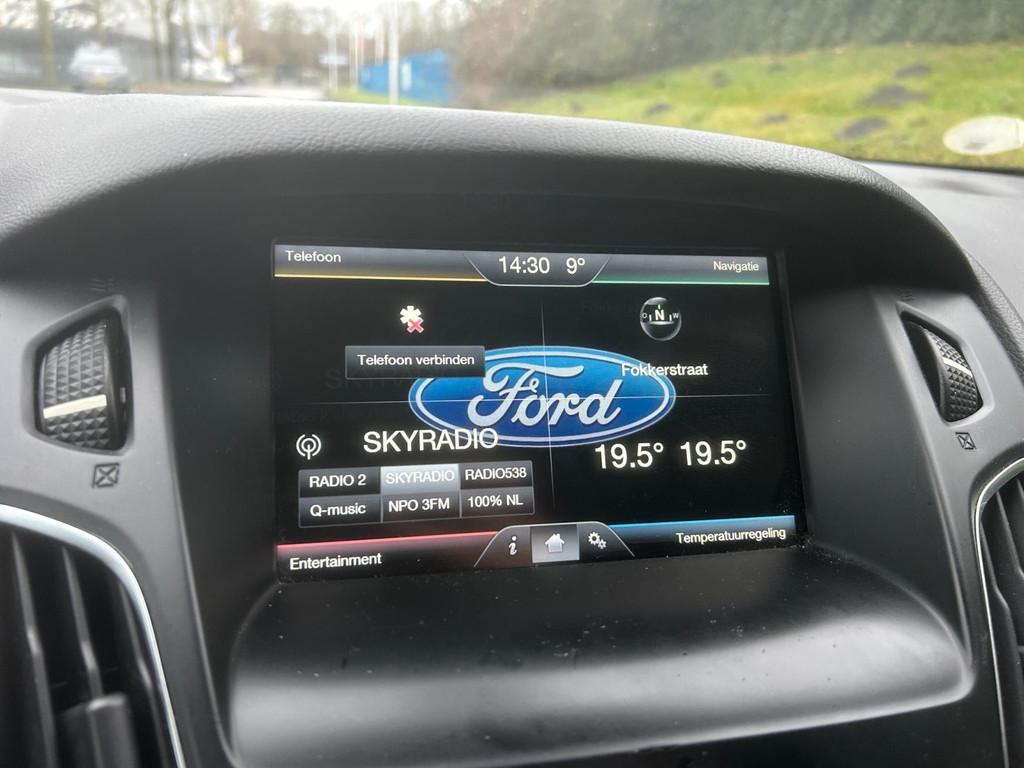 Telefoon
14:30 9°
Navigatie
O N W
Telefoon verbinden
Fokkerstraat
Ford
SKYRADIO
19.5° 19.5°
RADIO 2 SKYRADIO RADIO538
Q-music NPO 3FM 100% NL
Entertainment
i
Temperatuurregeling